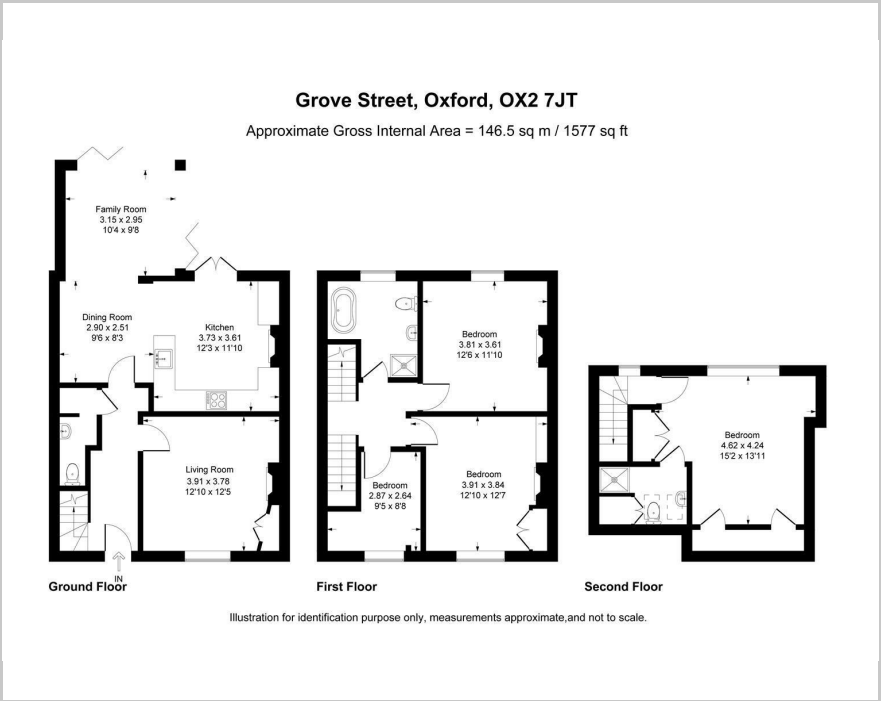 Grove Street, Oxford, OX2 7JT
Approximate Gross Internal Area = 146.5 sq m / 1577 sq ft
Family Room
3.15 x 2.95
10'4 x 9'8
Dining Room
2.90 x 2.51
9'6 x 8'3
Kitchen
3.73 x 3.61
12'3 x 11'10
Living Room
3.91 x 3.78
12'10 x 12'5
IN
Ground Floor
Bedroom
3.81 x 3.61
12'6 x 11'10
Bedroom
3.91 x 3.84
12'10 x 12'7
Bedroom
2.87 x 2.64
9'5 x 8'8
First Floor
Bedroom
4.62 x 4.24
15'2 x 13'11
Second Floor
Illustration for identification purpose only, measurements approximate,and not to scale.